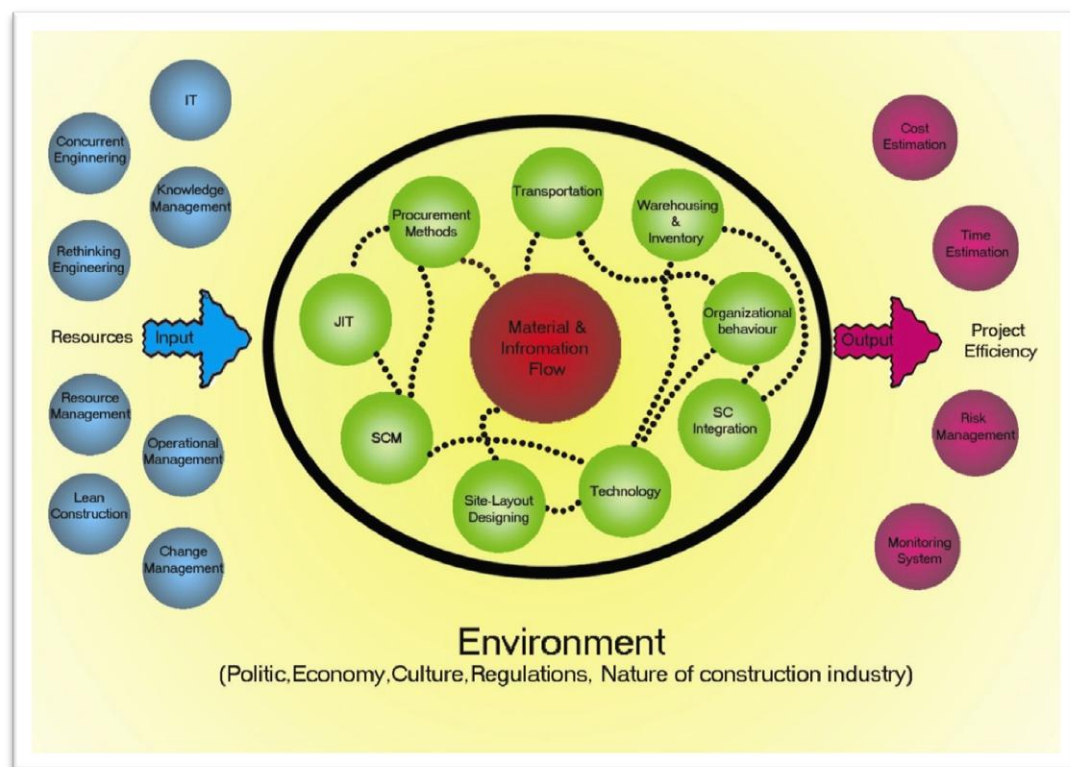 IT
Concurrent
Enginnering
Knowledge
Management
Rethinking
Engineering
Resources
Input
Resource
Management
Operational
Management
Lean
Construction
Change
Management
Transportation
Procurement
Methods
Warehousing
&
Inventory
JIT
Material &
Infromation
Flow
Organizational
behaviour
SCM
SC
Integration
Site-Layout
Designing
Technology
Cost
Estimation
Time
Estimation
Output
Project
Efficiency
Risk
Management
Monitoring
System
Environment
(Politic,Economy,Culture,Regulations, Nature of construction industry)